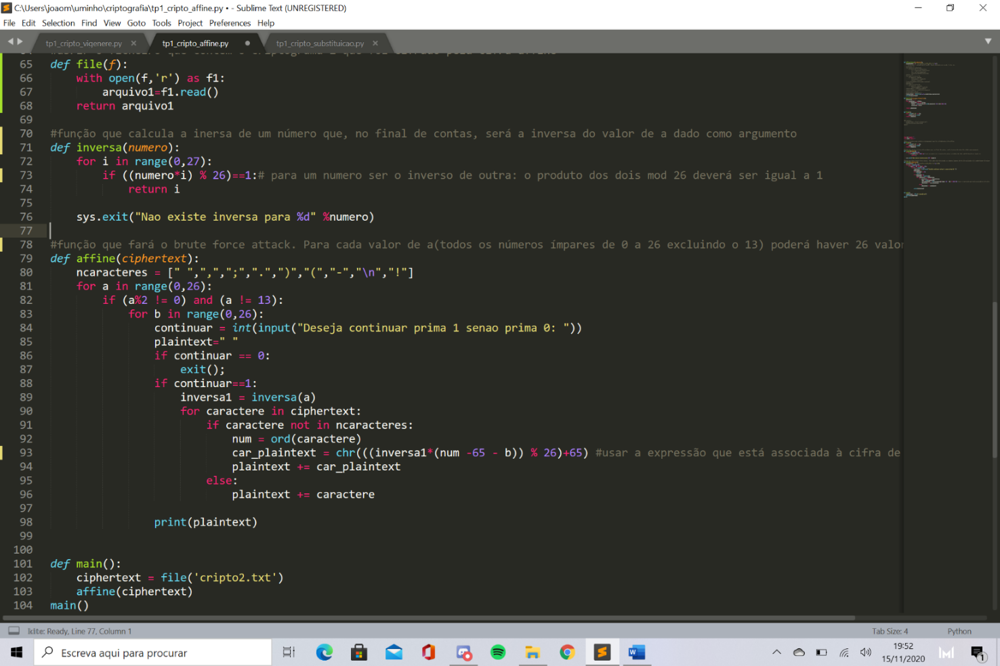 C:\Users\joaom\uminho\criptografia\tp1_cripto_affine.py • - Sublime Text (UNREGISTERED)
File Edit Selection Find View Goto Tools Project Preferences Help
tp1_cripto_vigenere.py × tp1_cripto_affine.py tp1_cripto_substituicao.py ×
65 def file(f):
66 with open(f,'r') as f1:
67 arquivo1=f1.read()
68 return arquivo1
69
70 #função que calcula a inersa de um número que, no final de contas, será a inversa do valor de a dado como argumento
71 def inversa(numero):
72 for i in range(0,27):
73 if ((numero*i) % 26)==1:# para um numero ser o inverso de outra: o produto dos dois mod 26 deverá ser igual a 1
74 return i
75
76 sys.exit("Nao existe inversa para %d" %numero)
77
78 #função que fará o brute force attack. Para cada valor de a(todos os números ímpares de 0 a 26 excluindo o 13) poderá haver 26 valor
79 def affine(ciphertext):
80 ncaracteres = [" ",",",";",".",")","(","-","\n","!"]
81 for a in range(0,26):
82 if (a%2 != 0) and (a != 13):
83 for b in range(0,26):
84 continuar = int(input("Deseja continuar prima 1 senao prima 0: "))
85 plaintext=" "
86 if continuar == 0:
87 exit();
88 if continuar==1:
89 inversa1 = inversa(a)
90 for caractere in ciphertext:
91 if caractere not in ncaracteres:
92 num = ord(caractere)
93 car_plaintext = chr(((inversa1*(num -65 - b)) % 26)+65) #usar a expressão que está associada à cifra de
94 plaintext += car_plaintext
95 else:
96 plaintext += caractere
97
98 print(plaintext)
99
100
101 def main():
102 ciphertext = file('cripto2.txt')
103 affine(ciphertext)
104 main()
kite: Ready, Line 77, Column 1 Tab Size: 4 Python
Escreva aqui para procurar
19:52
15/11/2020
1